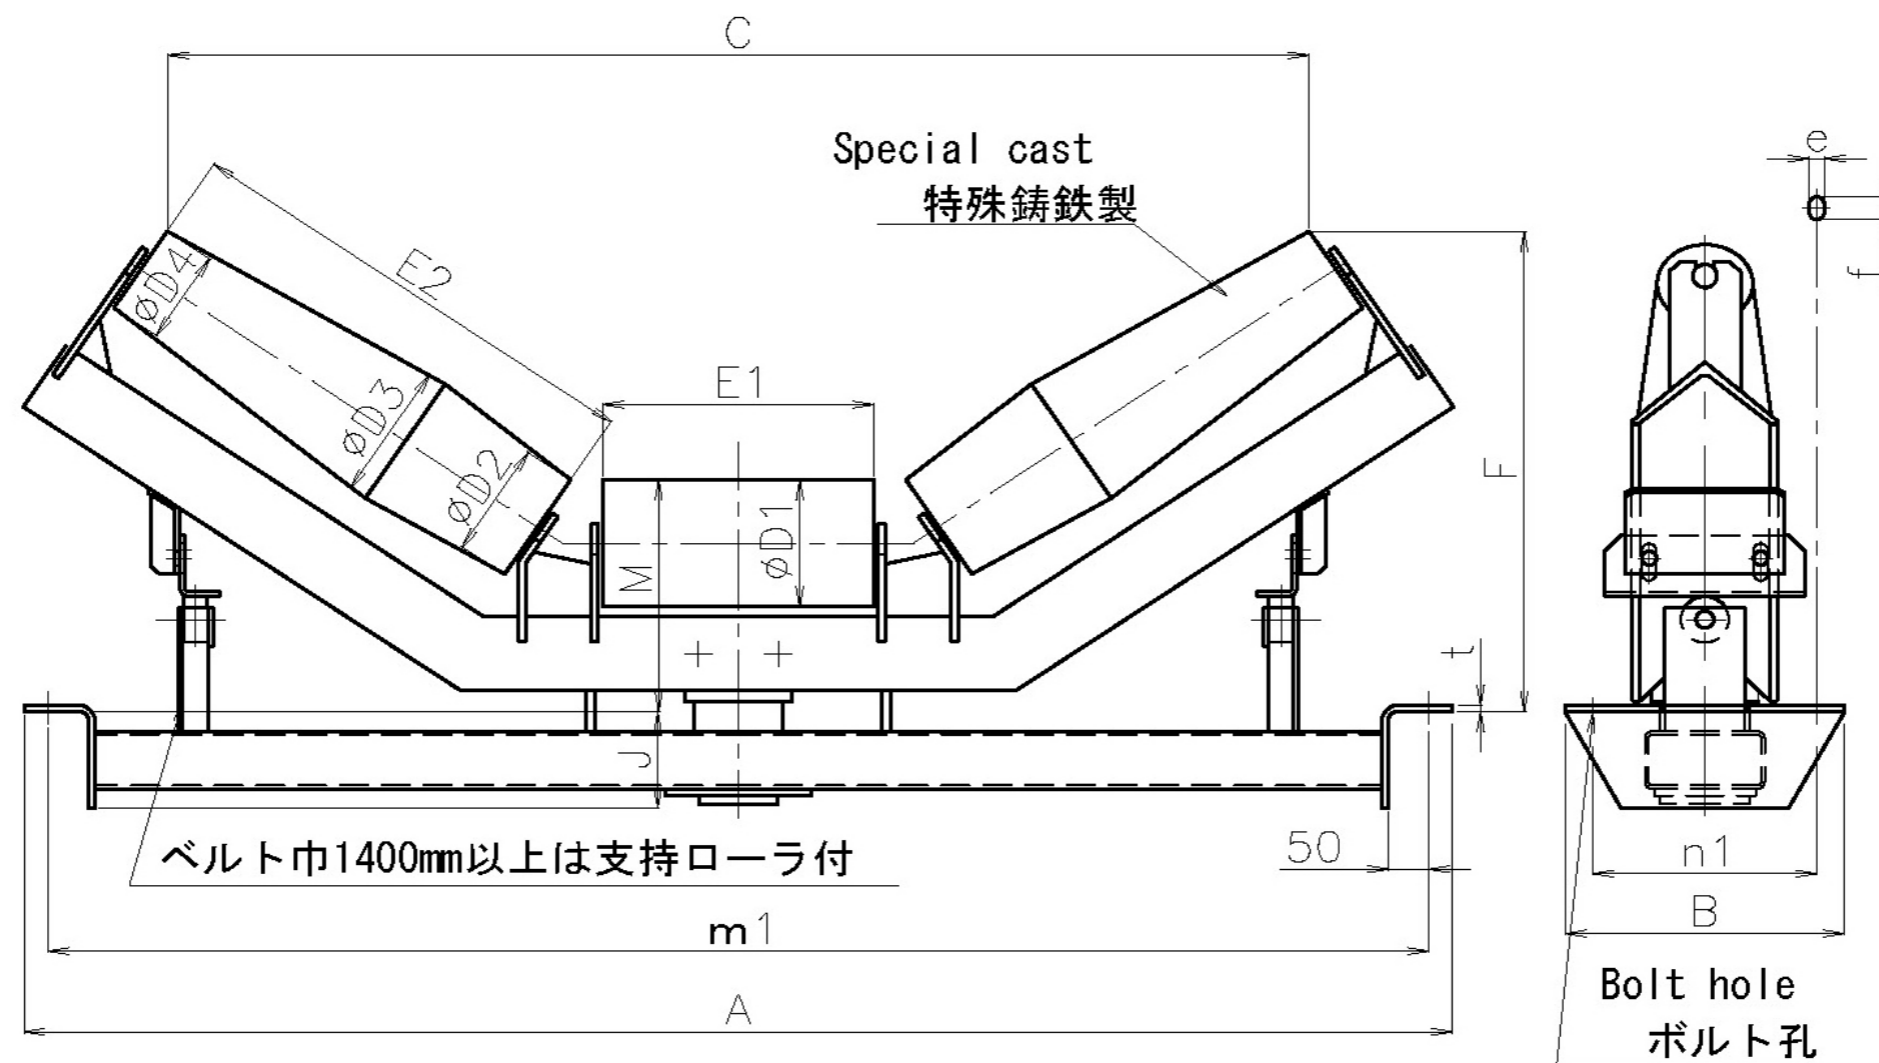 C
Special cast
特殊鋳鉄製
e
f
E2
øD4
E1
øD3
øD2
F
M
øD1
t
J
ベルト巾1400mm以上は支持ローラ付
50
n1
B
m1
A
Bolt hole
ボルト孔